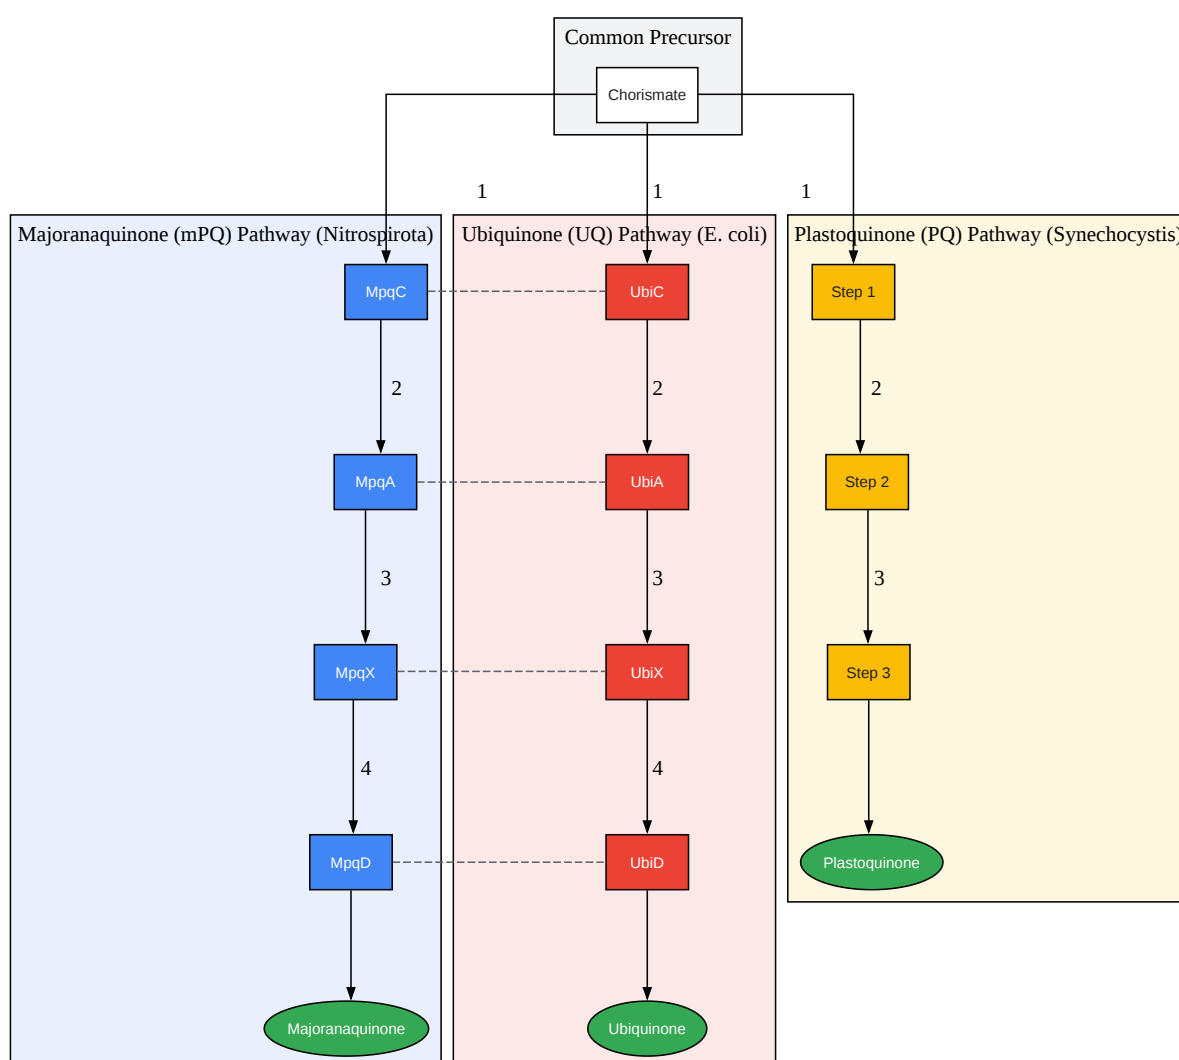 Common Precursor
Chorismate
1 1 1
Majoranaquinone (mPQ) Pathway (Nitrospirota) Ubiquinone (UQ) Pathway (E. coli) Plastoquinone (PQ) Pathway (Synechocystis)
MpqC UbiC Step 1
2 2 2
MpqA UbiA Step 2
3 3 3
MpqX UbiX Step 3
4 4
MpqD UbiD Plastoquinone
Majoranaquinone Ubiquinone